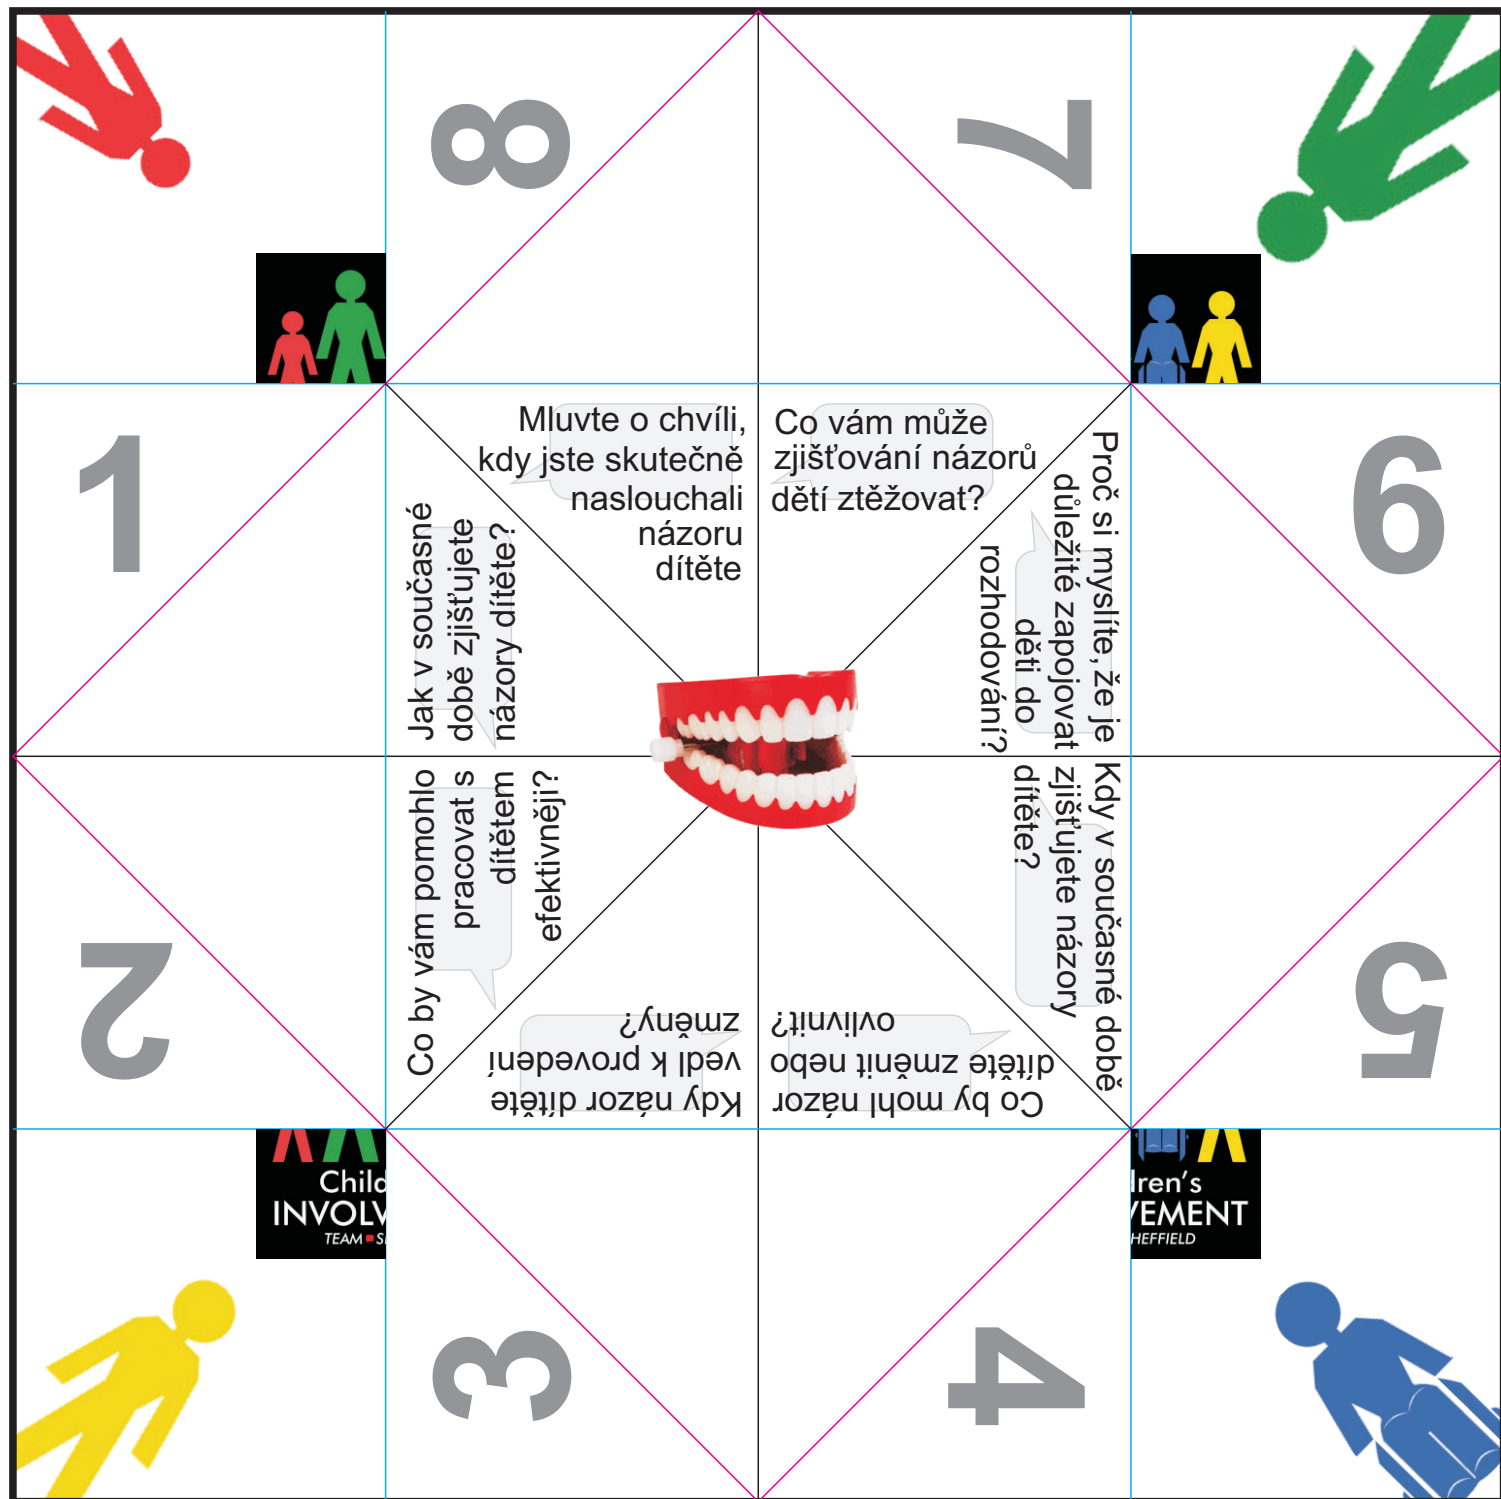 8
7
1
6
Mluvte o chvíli,
kdy jste skutečně
naslouchali
názoru
dítěte
Co vám může
zjišťování názorů
dětí ztěžovat?
Jak v současné
době zjišťujete
názory dítěte?
Proč si myslíte, že je
důležité zapojovat
děti do
rozhodování?
Co by vám pomohlo
pracovat s
dítětem
efektivněji?
Kdy v současné době
zjišťujete názory
dítěte?
Kdy názor dítěte
vedl k provedení
změny?
Co by mohl názor
dítěte změnit nebo
ovlivnit?
2
5
Child
INVOLV
TEAM S
dren's
VEMENT
HEFFIELD
3
4